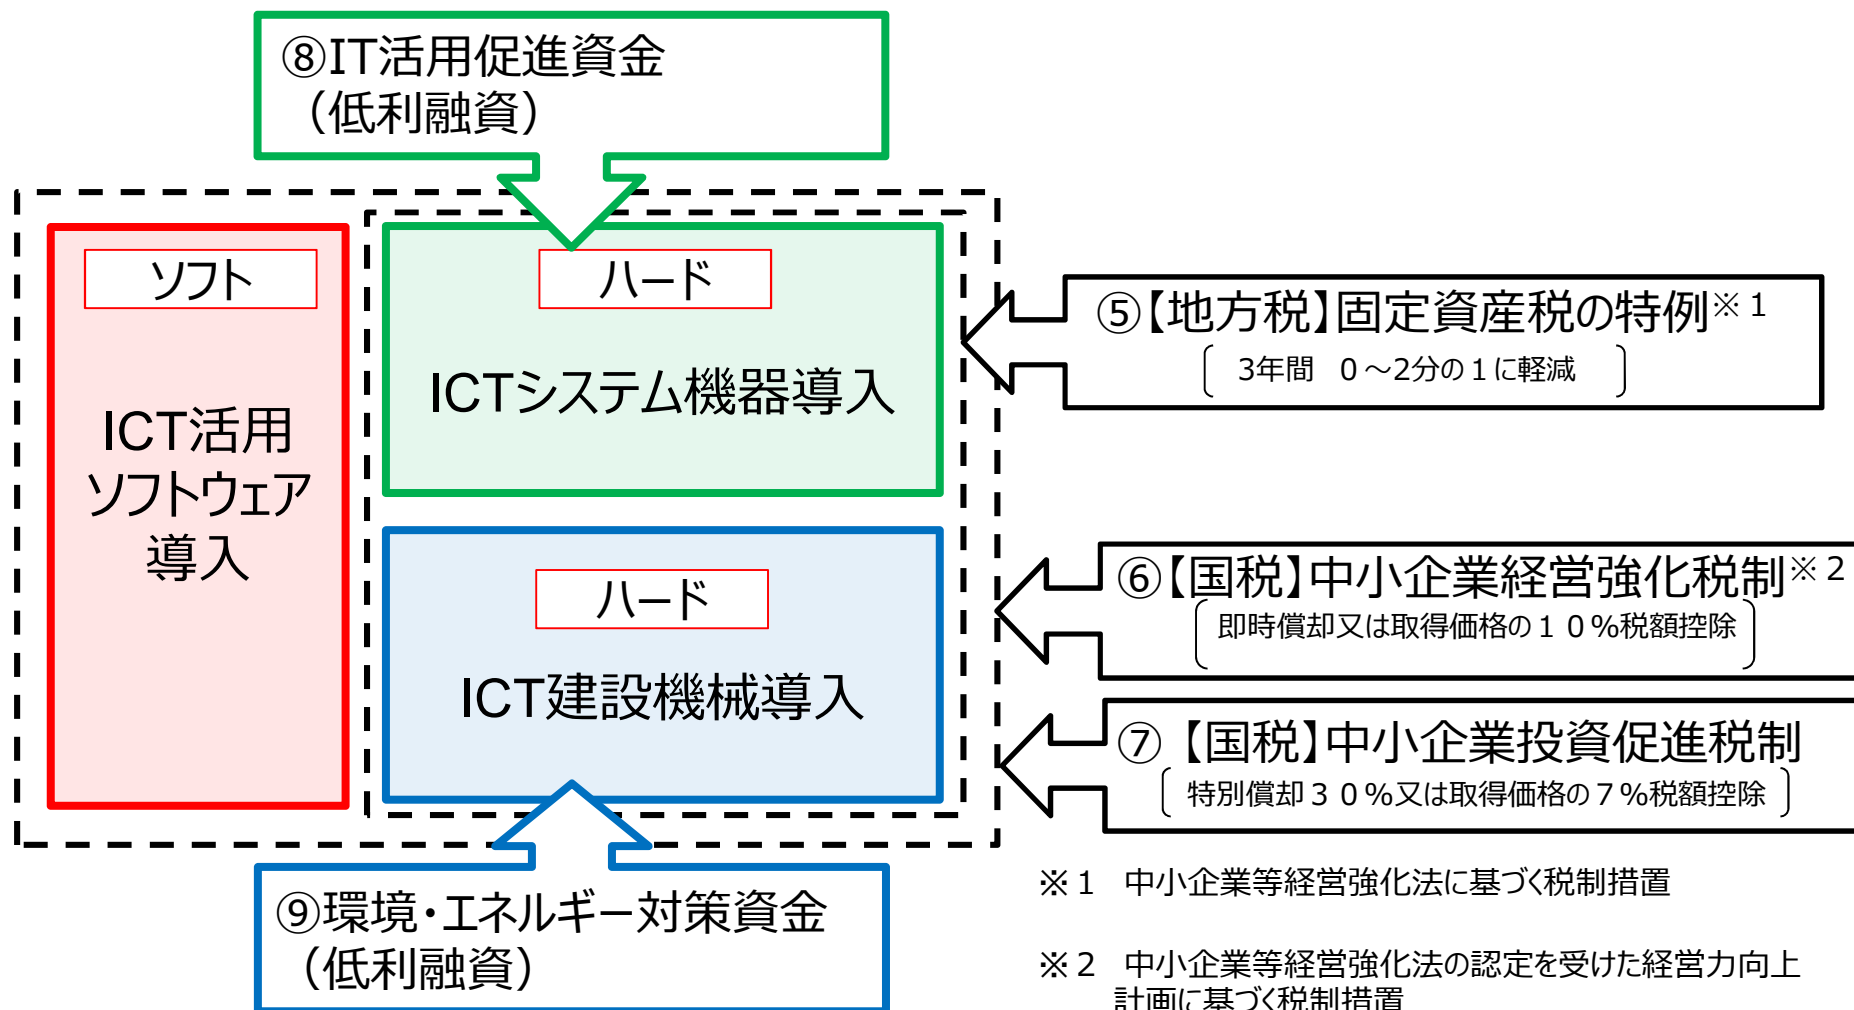 ⑧IT活用促進資金
（低利融資）
ソフト
ICT活用
ソフトウェア
導入
ハード
ICTシステム機器導入
ハード
ICT建設機械導入
⑤【地方税】固定資産税の特例※１
3年間　０～2分の１に軽減
⑥【国税】中小企業経営強化税制※２
即時償却又は取得価格の１０％税額控除
⑦【国税】中小企業投資促進税制
特別償却３０％又は取得価格の７％税額控除
⑨環境・エネルギー対策資金
（低利融資）
※１　中小企業等経営強化法に基づく税制措置
※２　中小企業等経営強化法の認定を受けた経営力向上
計画に基づく税制措置